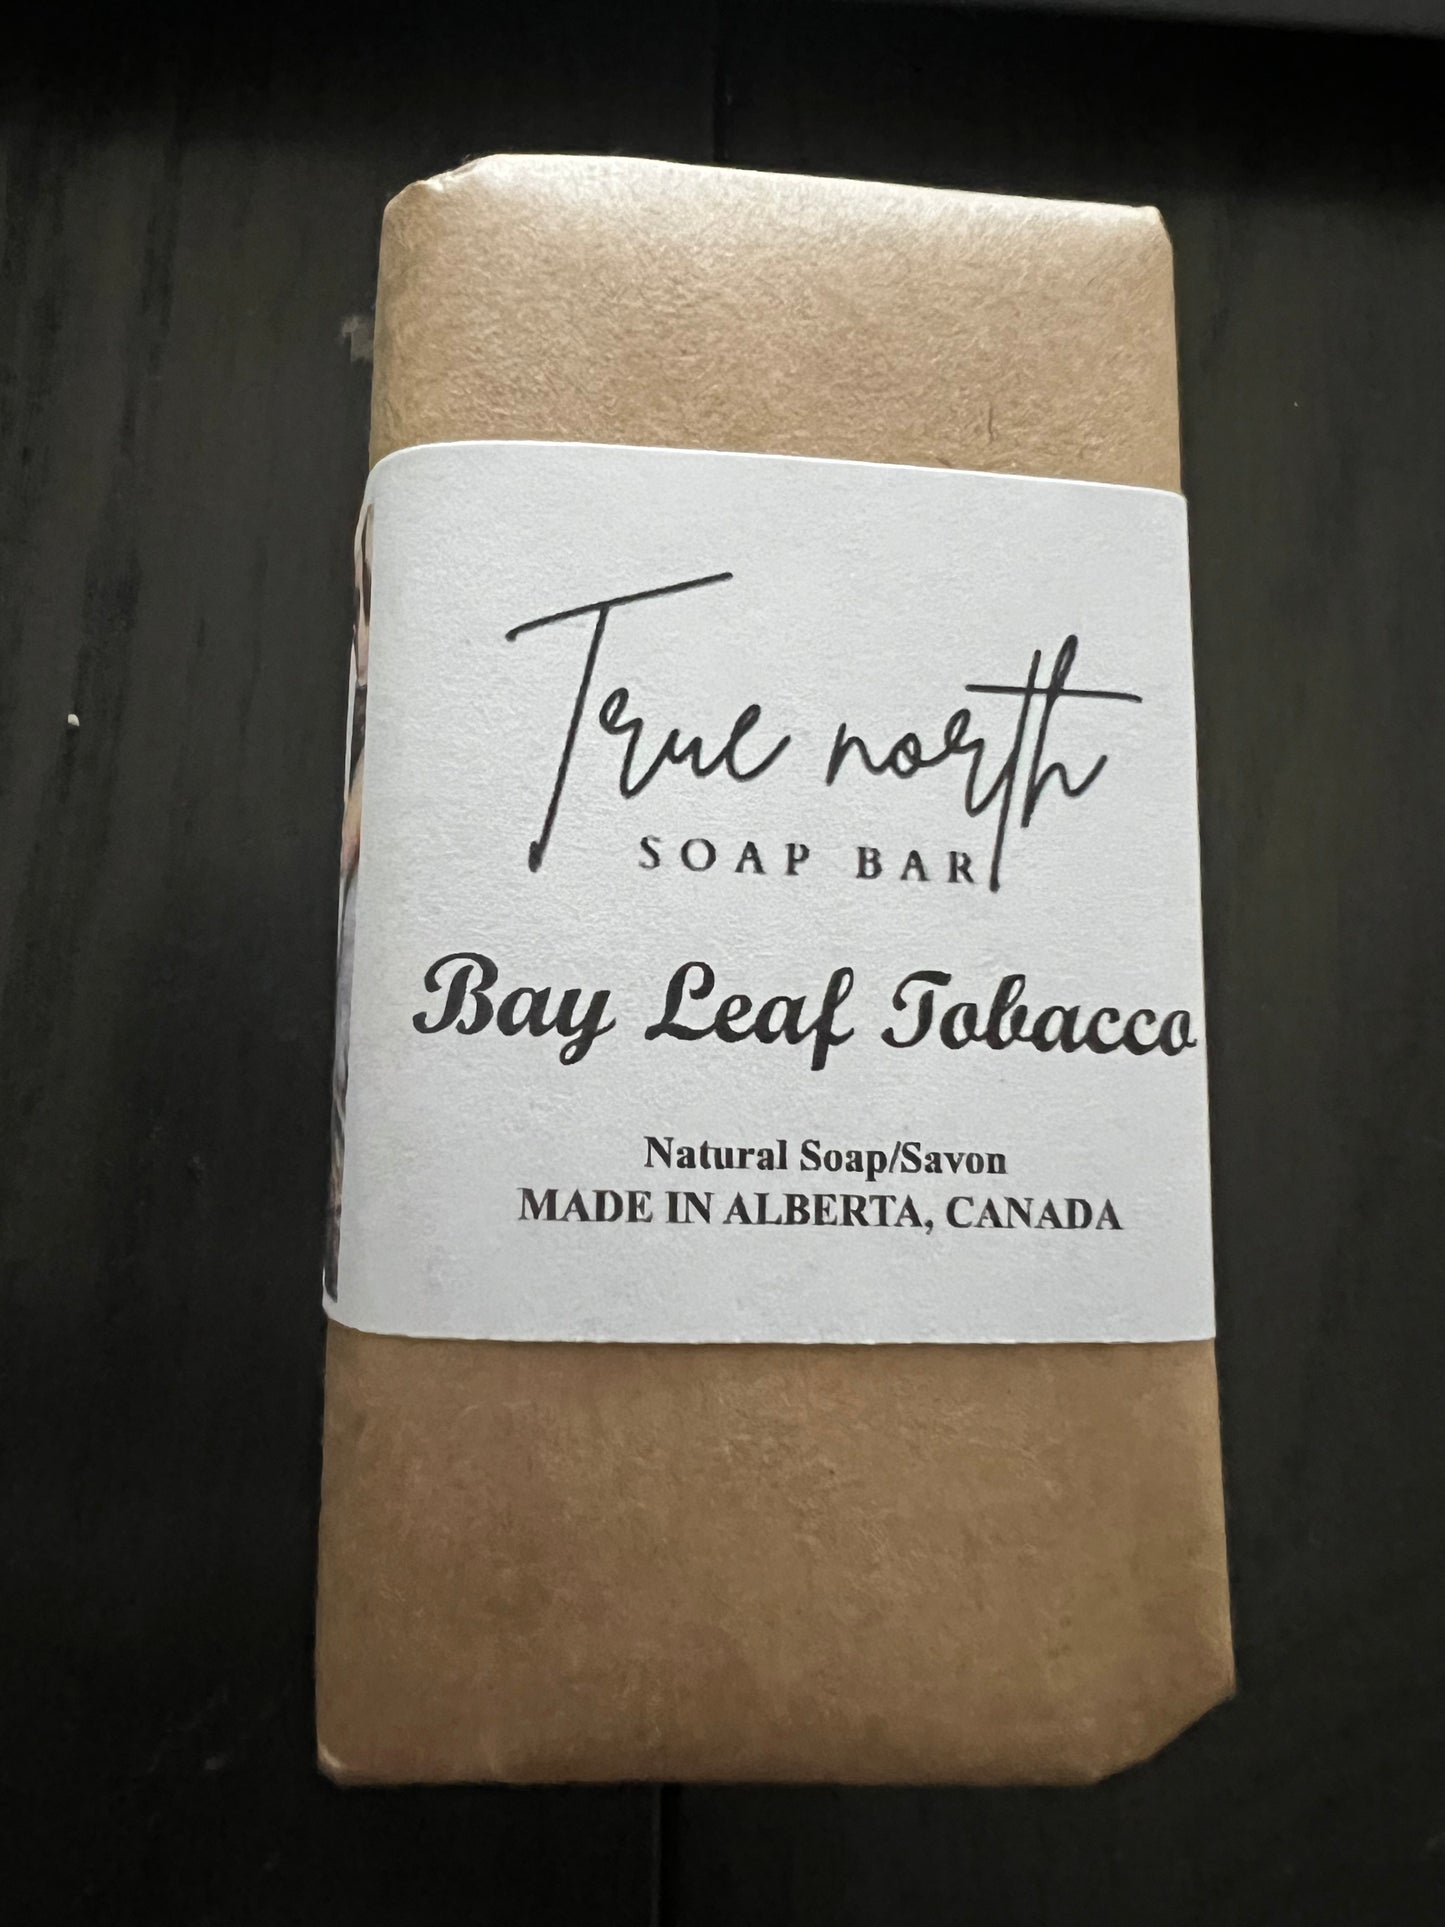 True north
SOAP BAR
Bay Leaf Tobacco
Natural Soap/Savon
MADE IN ALBERTA, CANADA